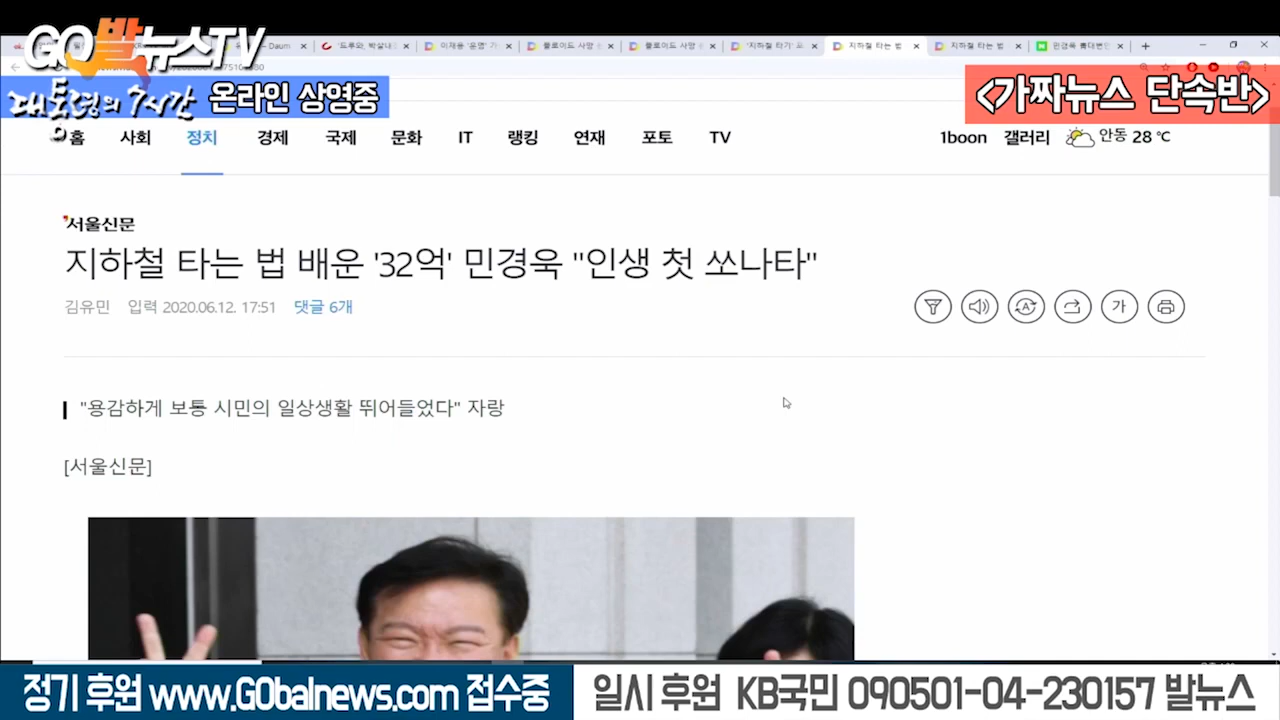 GO발뉴스TV
대통령의 7시간 온라인 상영중
<가짜뉴스 단속반>
홈 사회 정치 경제 국제 문화 IT 랭킹 연재 포토 TV
1boon 갤러리 안동 28 ℃
서울신문
지하철 타는 법 배운 '32억' 민경욱 "인생 첫 쏘나타"
김유민 입력 2020.06.12. 17:51 댓글 6개
가
"용감하게 보통 시민의 일상생활 뛰어들었다" 자랑
[서울신문]
정기 후원 www.GObalnews.com 접수중
일시 후원 KB국민 090501-04-230157 발뉴스